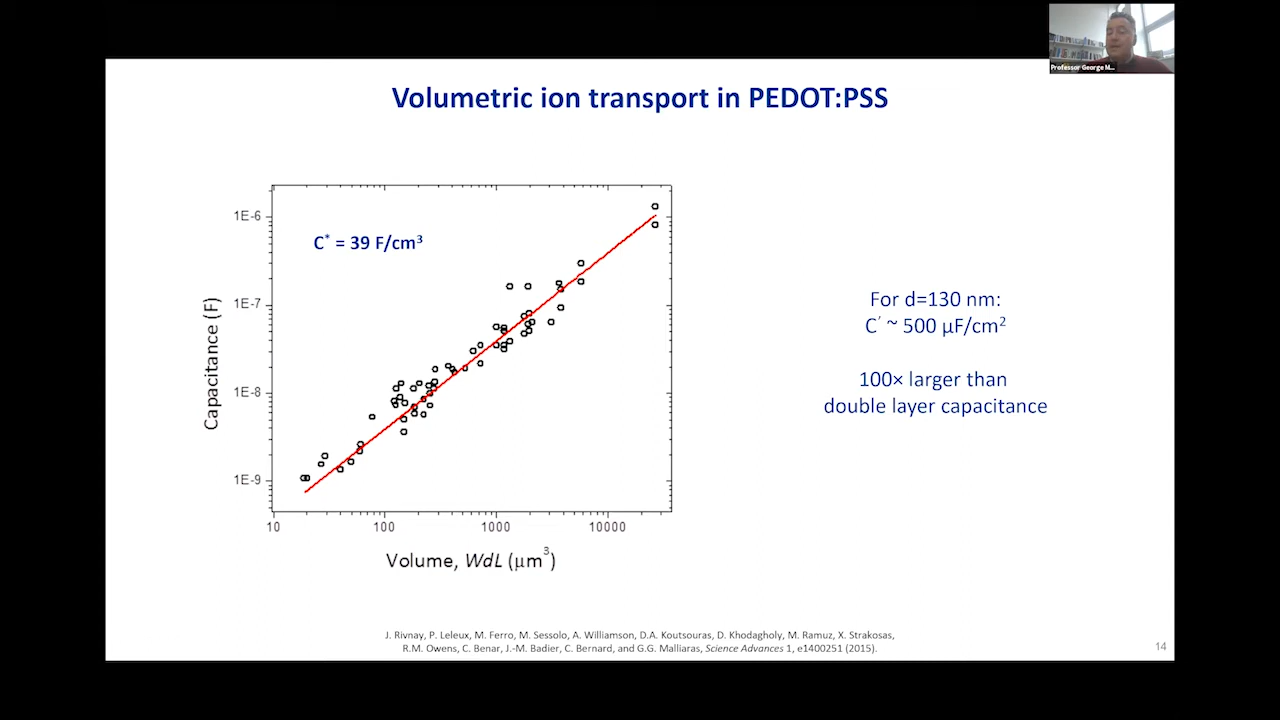 Professor George M...
Volumetric ion transport in PEDOT:PSS
C* = 39 F/cm³
1E-6
1E-7
1E-8
1E-9
Capacitance (F)
10 100 1000 10000
Volume, WdL (μm³)
For d=130 nm:
C′ ~ 500 μF/cm²
100× larger than
double layer capacitance
J. Rivnay, P. Leleux, M. Ferro, M. Sessolo, A. Williamson, D.A. Koutsouras, D. Khodagholy, M. Ramuz, X. Strakosas,
R.M. Owens, C. Benar, J.-M. Badier, C. Bernard, and G.G. Malliaras, Science Advances 1, e1400251 (2015).
14